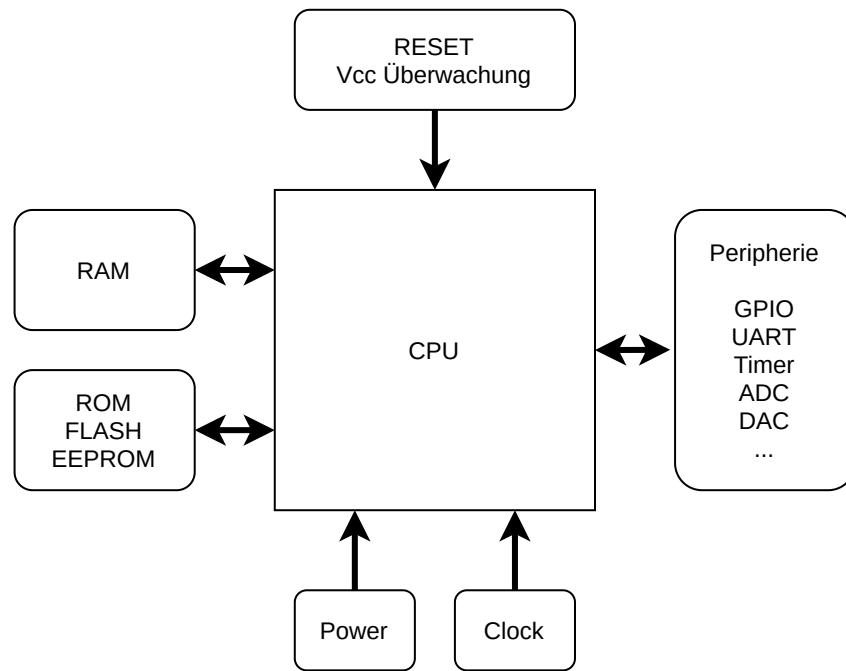 RESET
Vcc Überwachung
RAM
ROM
FLASH
EEPROM
CPU
Peripherie
GPIO
UART
Timer
ADC
DAC
...
Power
Clock